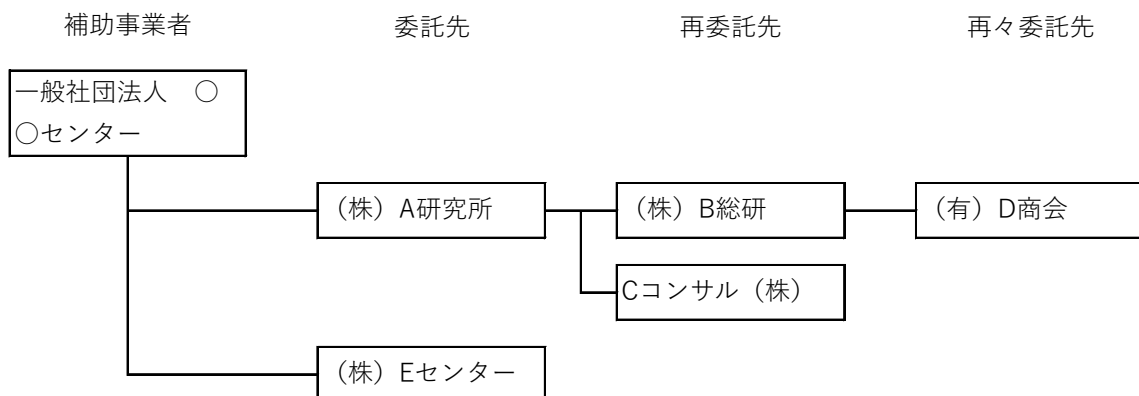 補助事業者 委託先 再委託先 再々委託先
一般社団法人　○
○センター
（株）A研究所 （株）B総研 （有）D商会
Cコンサル（株）
（株）Eセンター